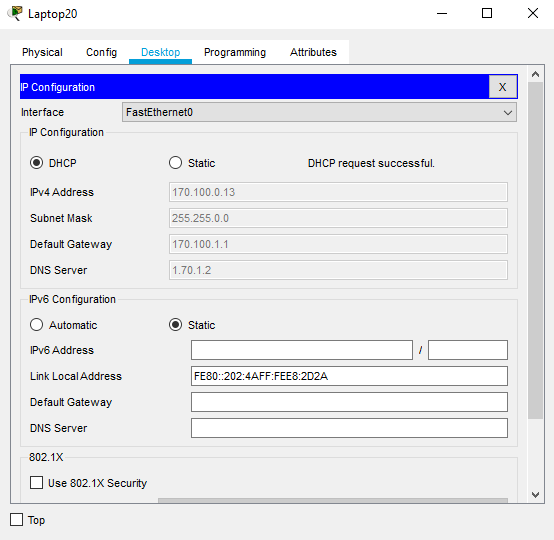 Laptop20
Physical Config Desktop Programming Attributes
IP Configuration X
Interface FastEthernet0
IP Configuration
DHCP Static DHCP request successful.
IPv4 Address 170.100.0.13
Subnet Mask 255.255.0.0
Default Gateway 170.100.1.1
DNS Server 1.70.1.2
IPv6 Configuration
Automatic Static
IPv6 Address /
Link Local Address FE80::202:4AFF:FEE8:2D2A
Default Gateway
DNS Server
802.1X
Use 802.1X Security
Top